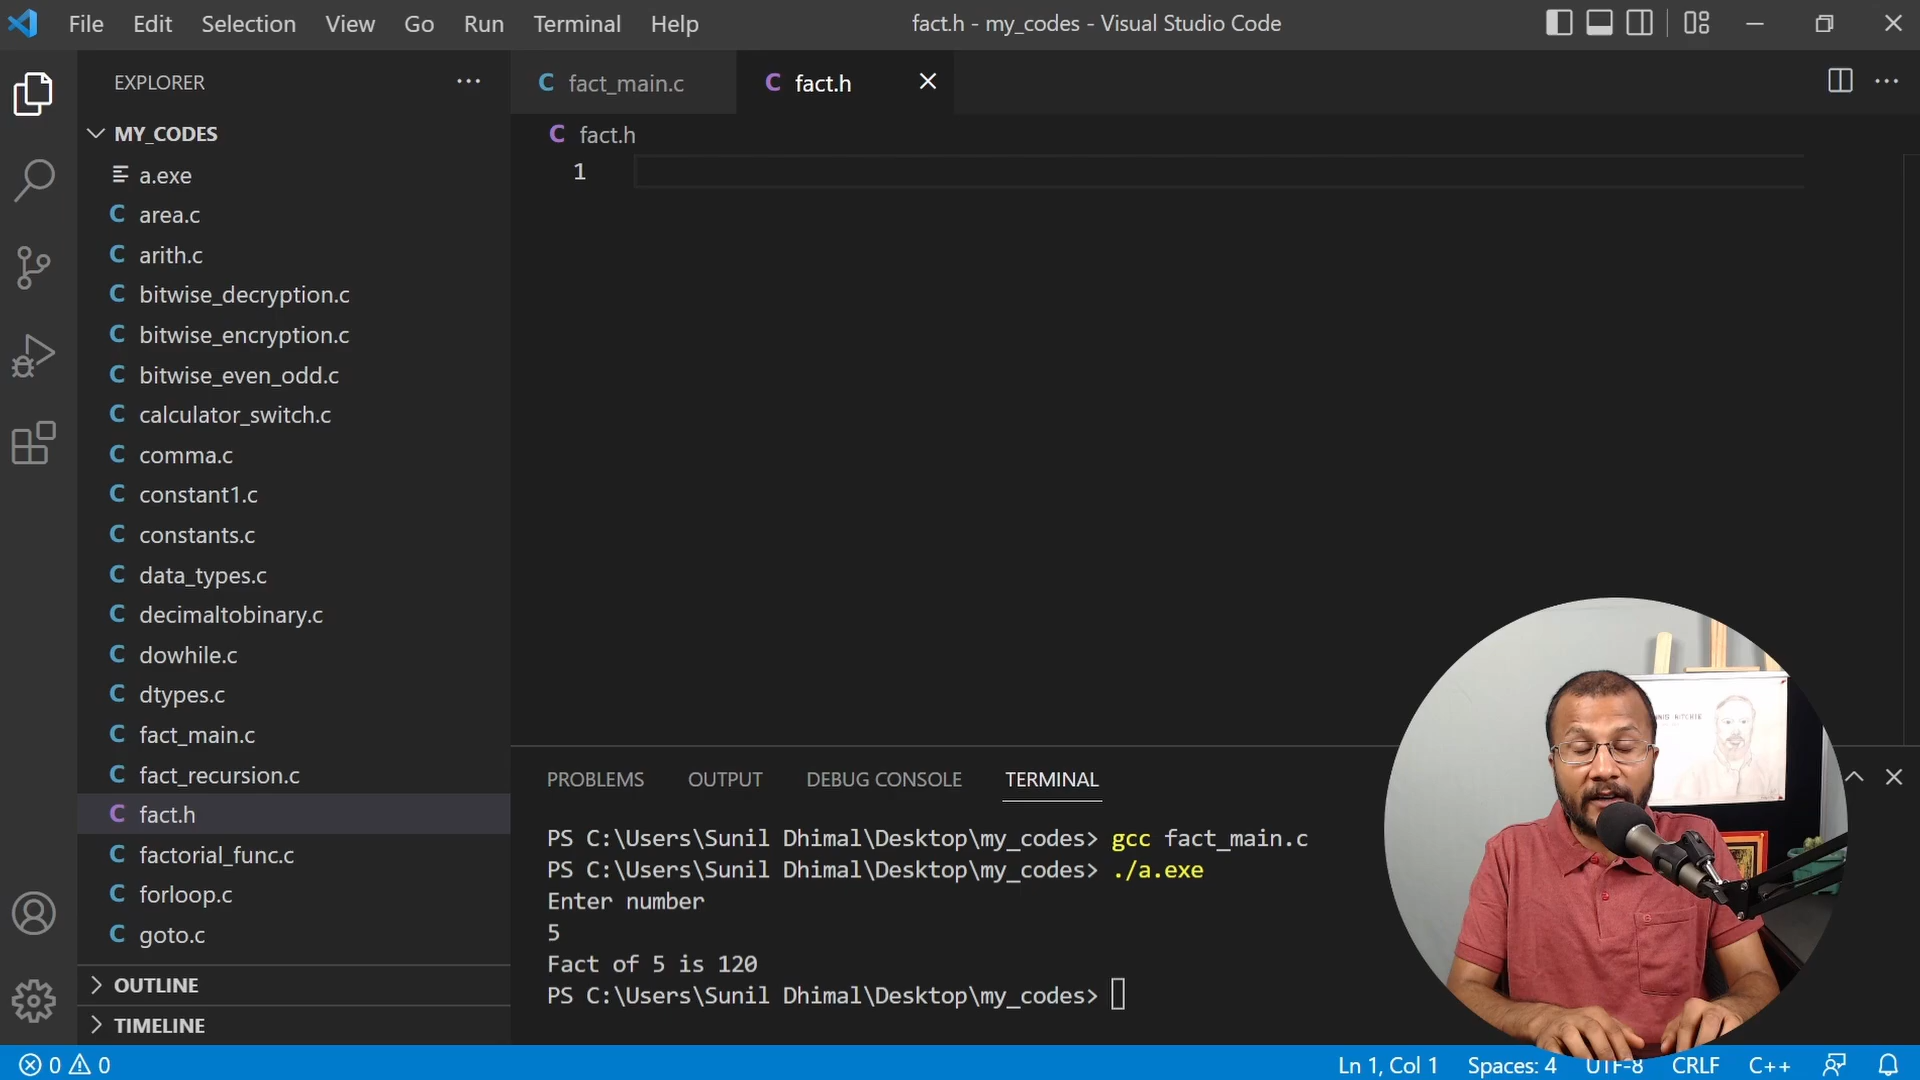 File Edit Selection View Go Run Terminal Help
fact.h - my_codes - Visual Studio Code
EXPLORER
MY_CODES
a.exe
area.c
arith.c
bitwise_decryption.c
bitwise_encryption.c
bitwise_even_odd.c
calculator_switch.c
comma.c
constant1.c
constants.c
data_types.c
decimaltobinary.c
dowhile.c
dtypes.c
fact_main.c
fact_recursion.c
fact.h
factorial_func.c
forloop.c
goto.c
OUTLINE
TIMELINE
fact_main.c
fact.h
fact.h
1
PROBLEMS OUTPUT DEBUG CONSOLE TERMINAL
PS C:\Users\Sunil Dhimal\Desktop\my_codes> gcc fact_main.c
PS C:\Users\Sunil Dhimal\Desktop\my_codes> ./a.exe
Enter number
5
Fact of 5 is 120
PS C:\Users\Sunil Dhimal\Desktop\my_codes>
RITCHIE
0 0
Ln 1, Col 1 Spaces: 4 UTF-8 CRLF C++